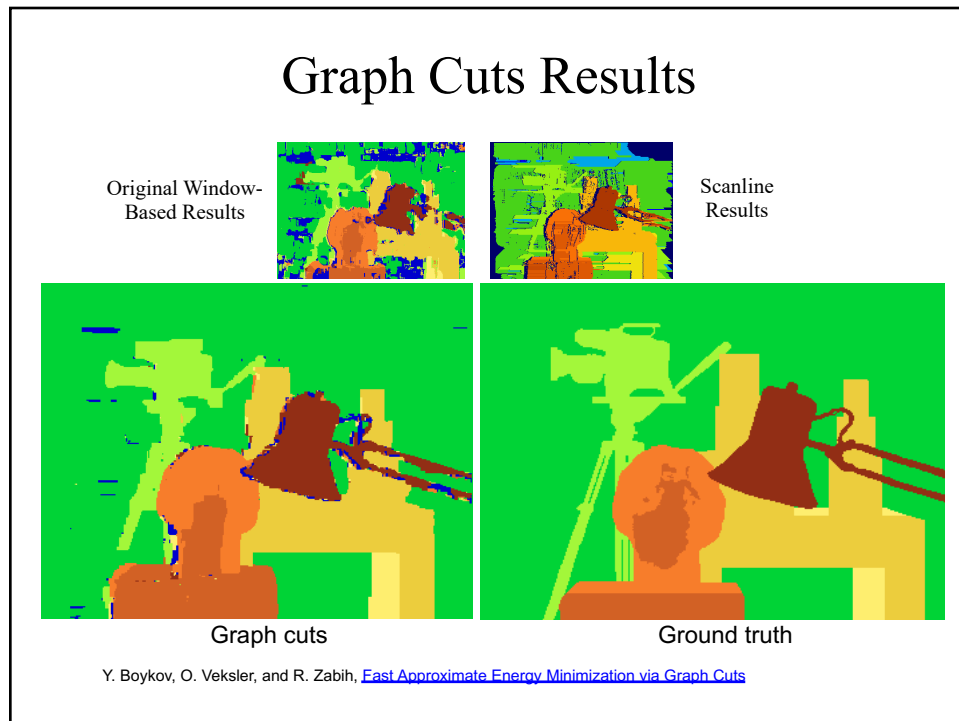 Graph Cuts Results
Original Window-
Based Results
Scanline
Results
Graph cuts
Ground truth
Y. Boykov, O. Veksler, and R. Zabih, Fast Approximate Energy Minimization via Graph Cuts